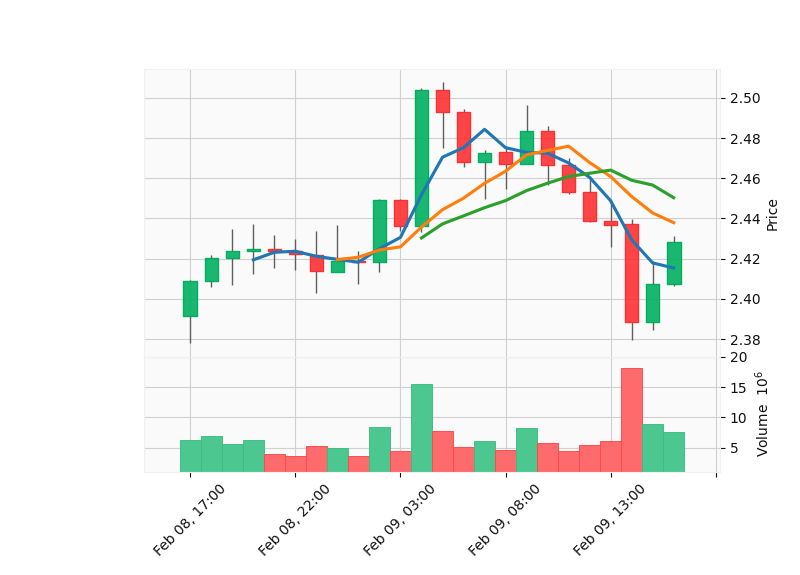 2.50
2.48
2.46
2.44
2.42
2.40
2.38
Price
20
15
10
5
Volume 10^6
Feb 08, 17:00
Feb 08, 22:00
Feb 09, 03:00
Feb 09, 08:00
Feb 09, 13:00